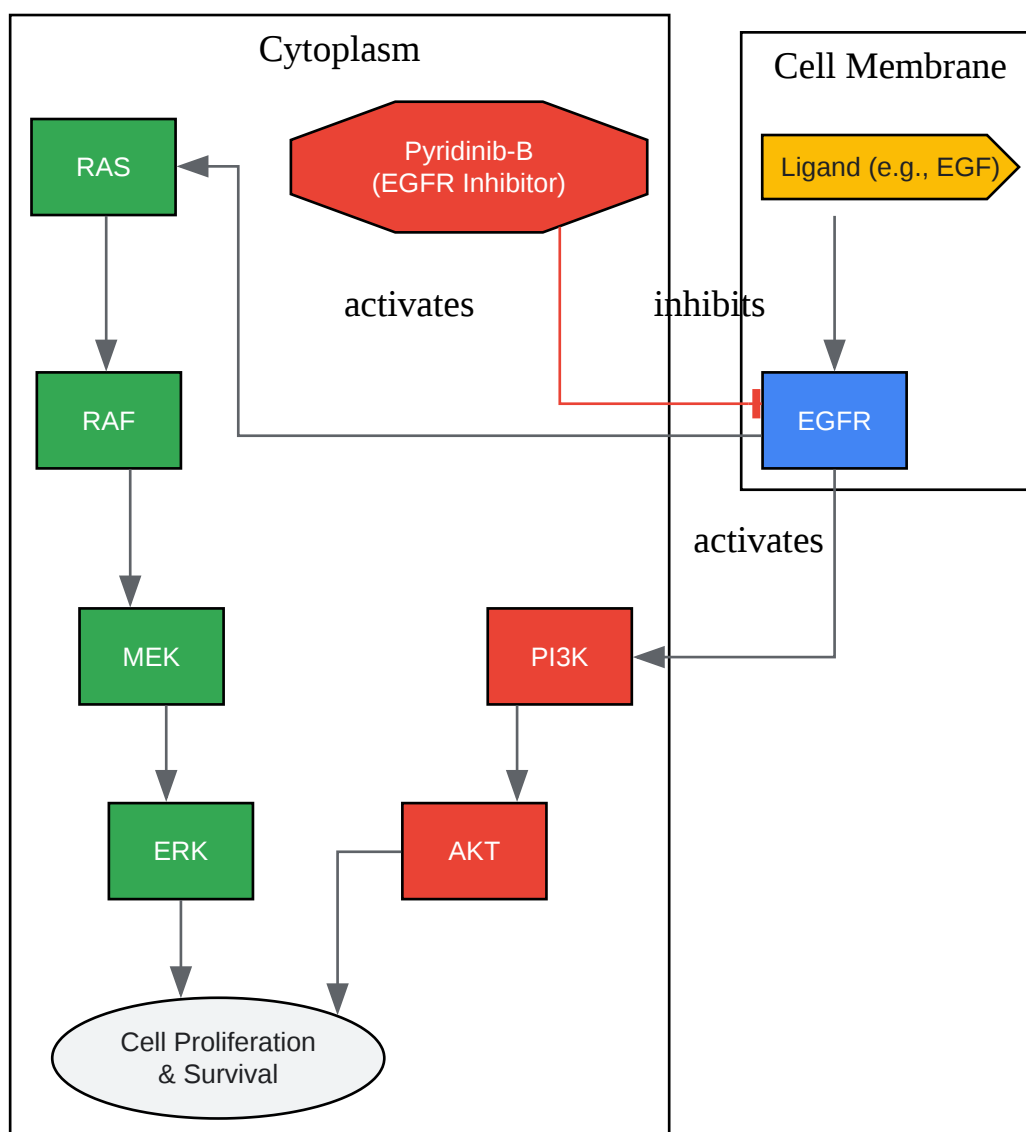 Cytoplasm
Cell Membrane
RAS
Pyridinib-B
(EGFR Inhibitor)
Ligand (e.g., EGF)
activates
inhibits
RAF
EGFR
activates
MEK
PI3K
ERK
AKT
Cell Proliferation
& Survival